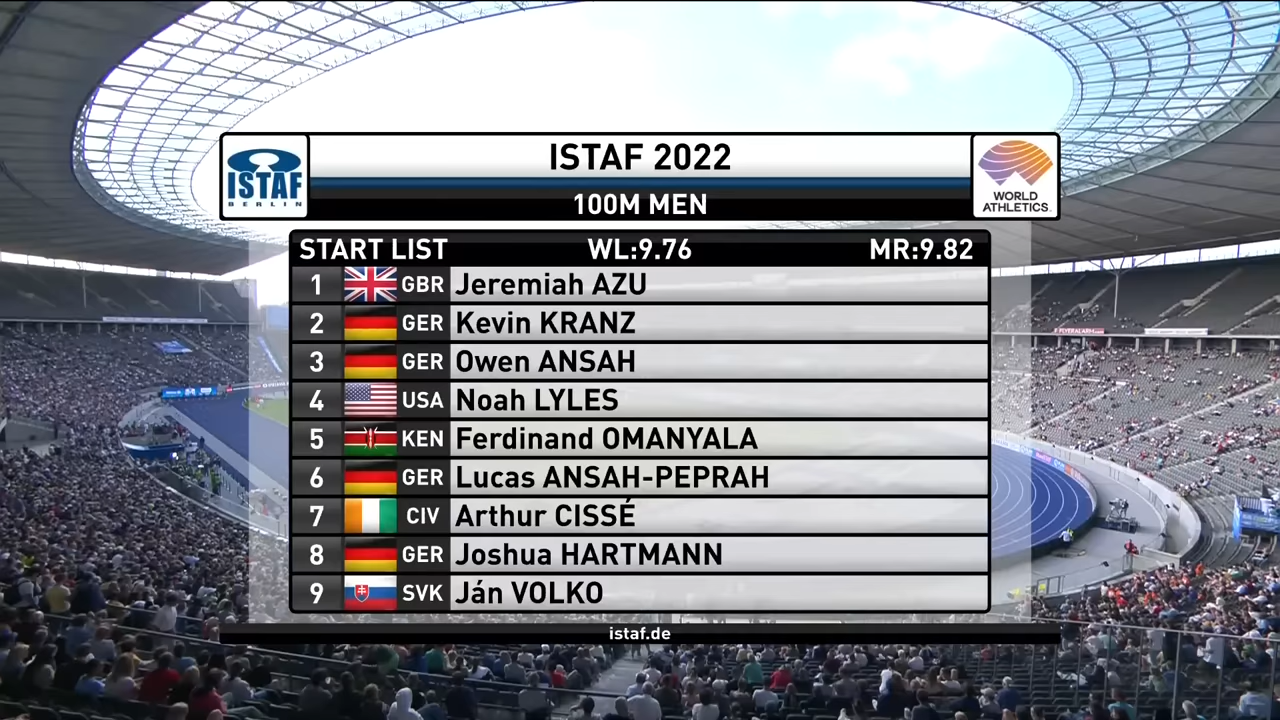 ISTAF 2022
ISTAF
BERLIN
100M MEN
WORLD
ATHLETICS.
START LIST WL:9.76 MR:9.82
1 GBR Jeremiah AZU
2 GER Kevin KRANZ
3 GER Owen ANSAH
4 USA Noah LYLES
5 KEN Ferdinand OMANYALA
6 GER Lucas ANSAH-PEPRAH
7 CIV Arthur CISSÉ
8 GER Joshua HARTMANN
9 SVK Ján VOLKO
istaf.de
FLYERALARM